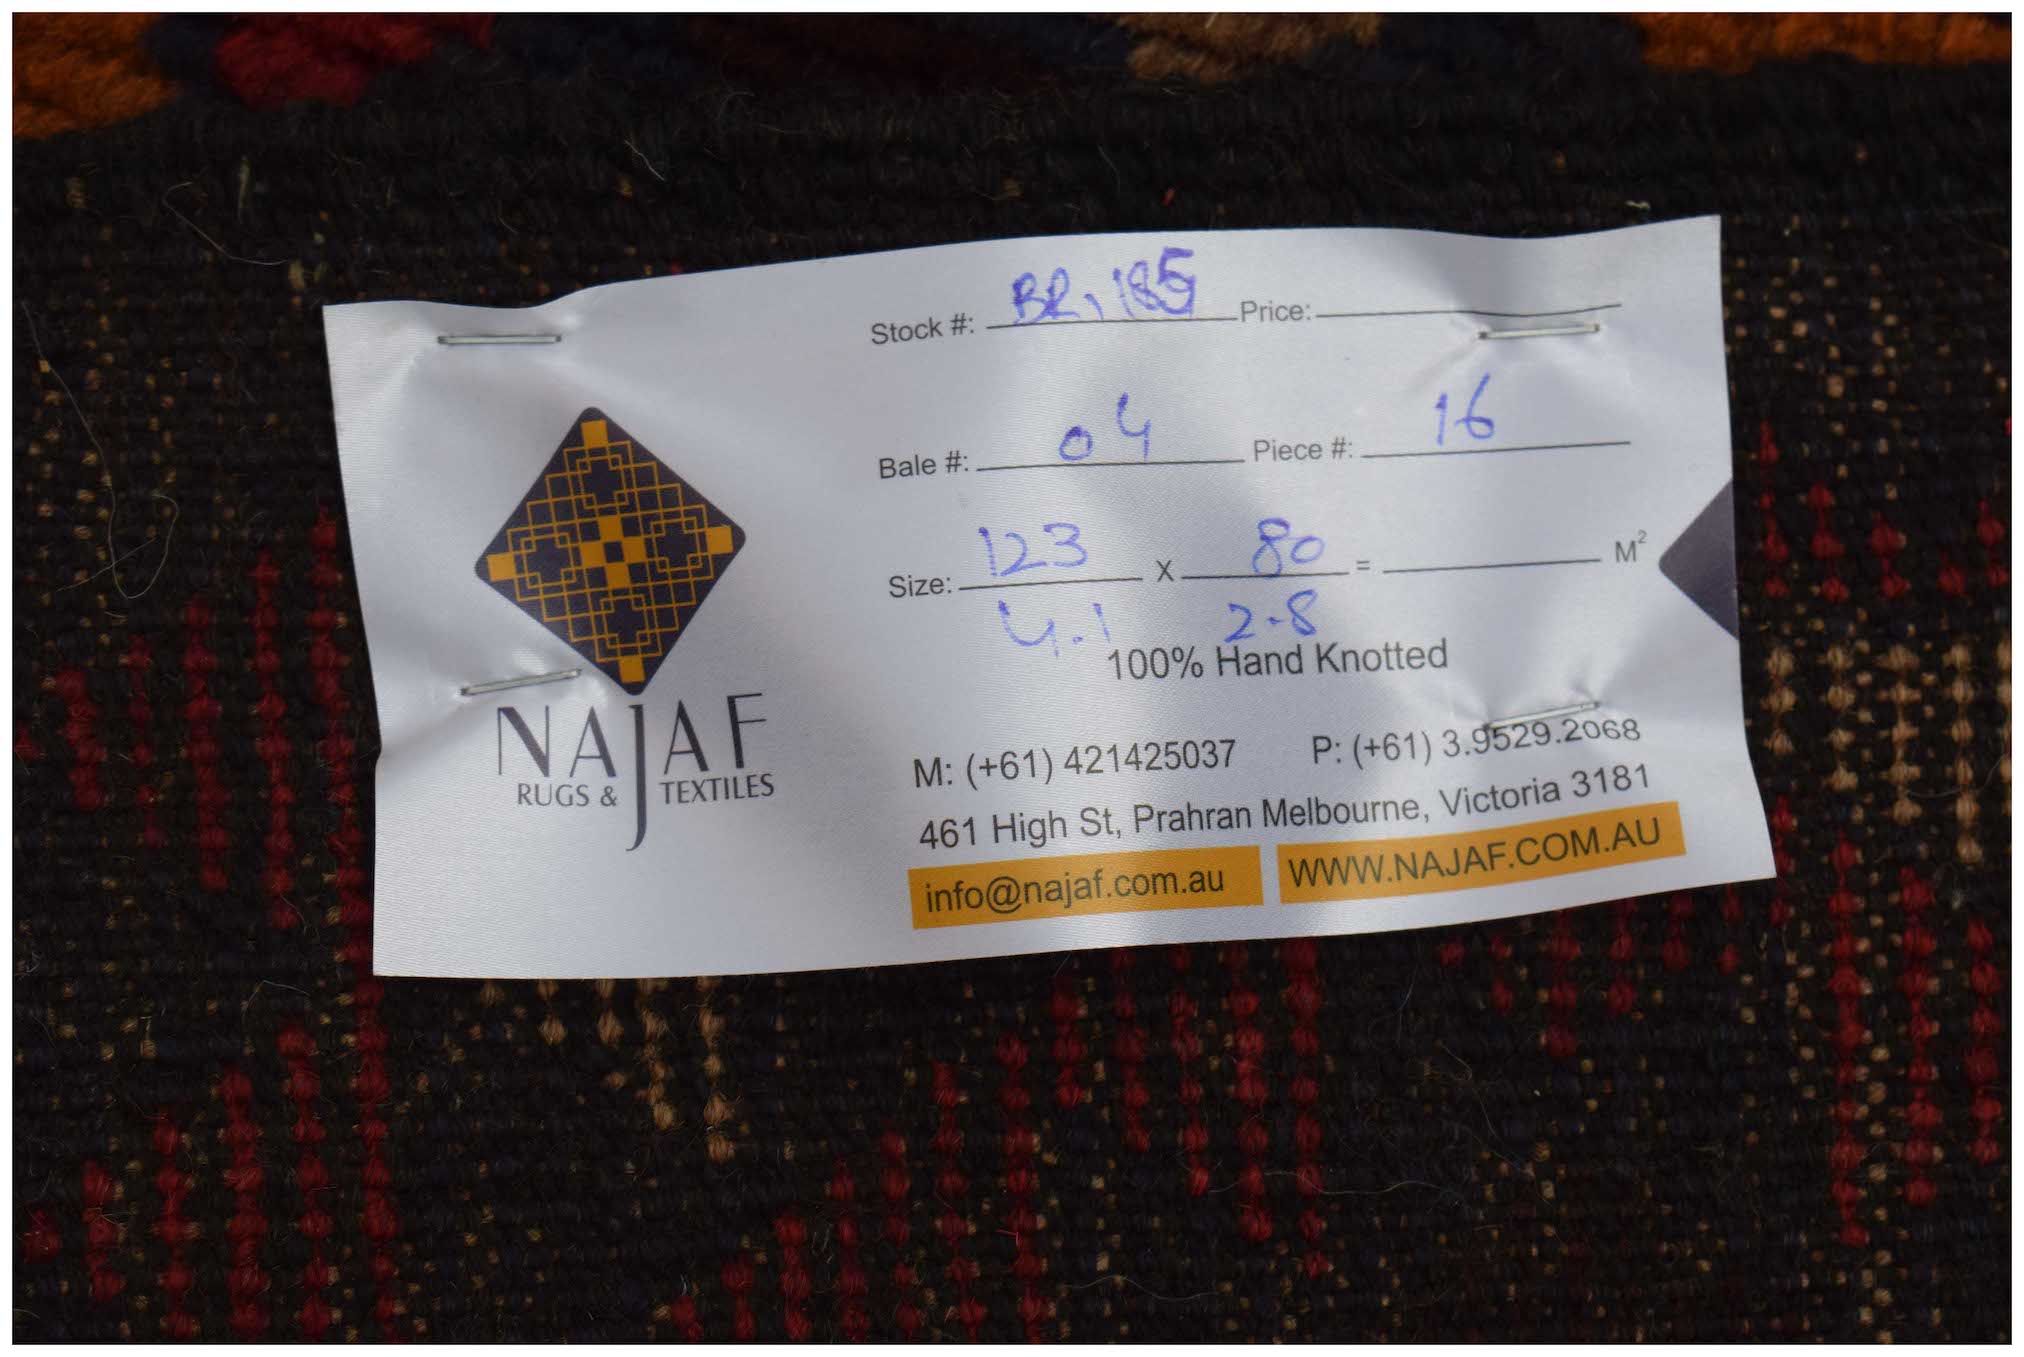 Stock #: BR, 185 Price:
Bale #: 04 Piece #: 16
Size: 123 X 80 = M²
4.1 2.8
100% Hand Knotted
NAJAF
RUGS & TEXTILES
M: (+61) 421425037 P: (+61) 3.9529.2068
461 High St, Prahran Melbourne, Victoria 3181
info@najaf.com.au WWW.NAJAF.COM.AU